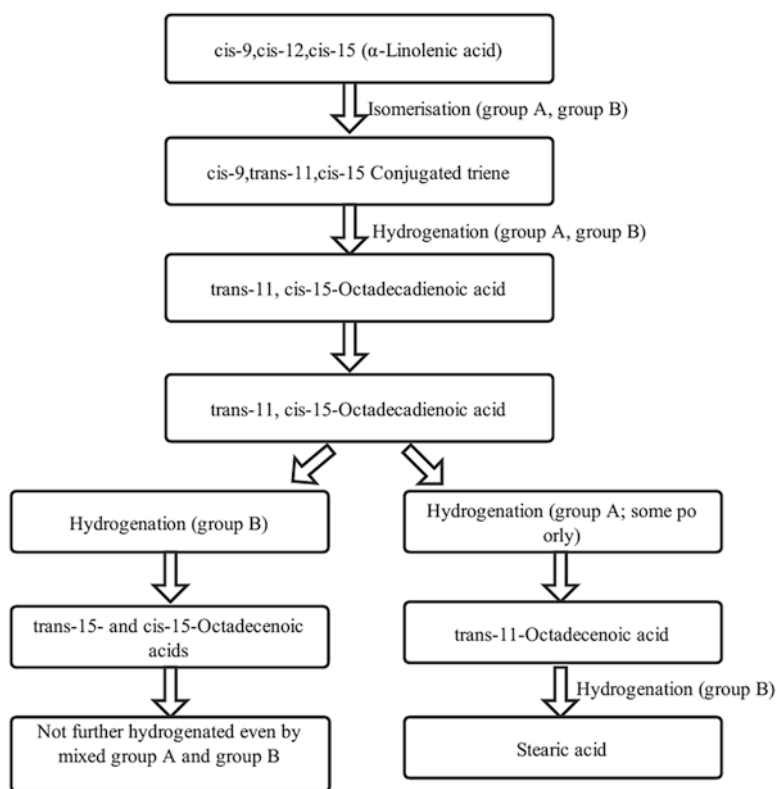 cis-9,cis-12,cis-15 (α-Linolenic acid)
Isomerisation (group A, group B)
cis-9,trans-11,cis-15 Conjugated triene
Hydrogenation (group A, group B)
trans-11, cis-15-Octadecadienoic acid
trans-11, cis-15-Octadecadienoic acid
Hydrogenation (group B)
Hydrogenation (group A; some po
orly)
trans-15- and cis-15-Octadecenoic
acids
trans-11-Octadecenoic acid
Hydrogenation (group B)
Not further hydrogenated even by
mixed group A and group B
Stearic acid